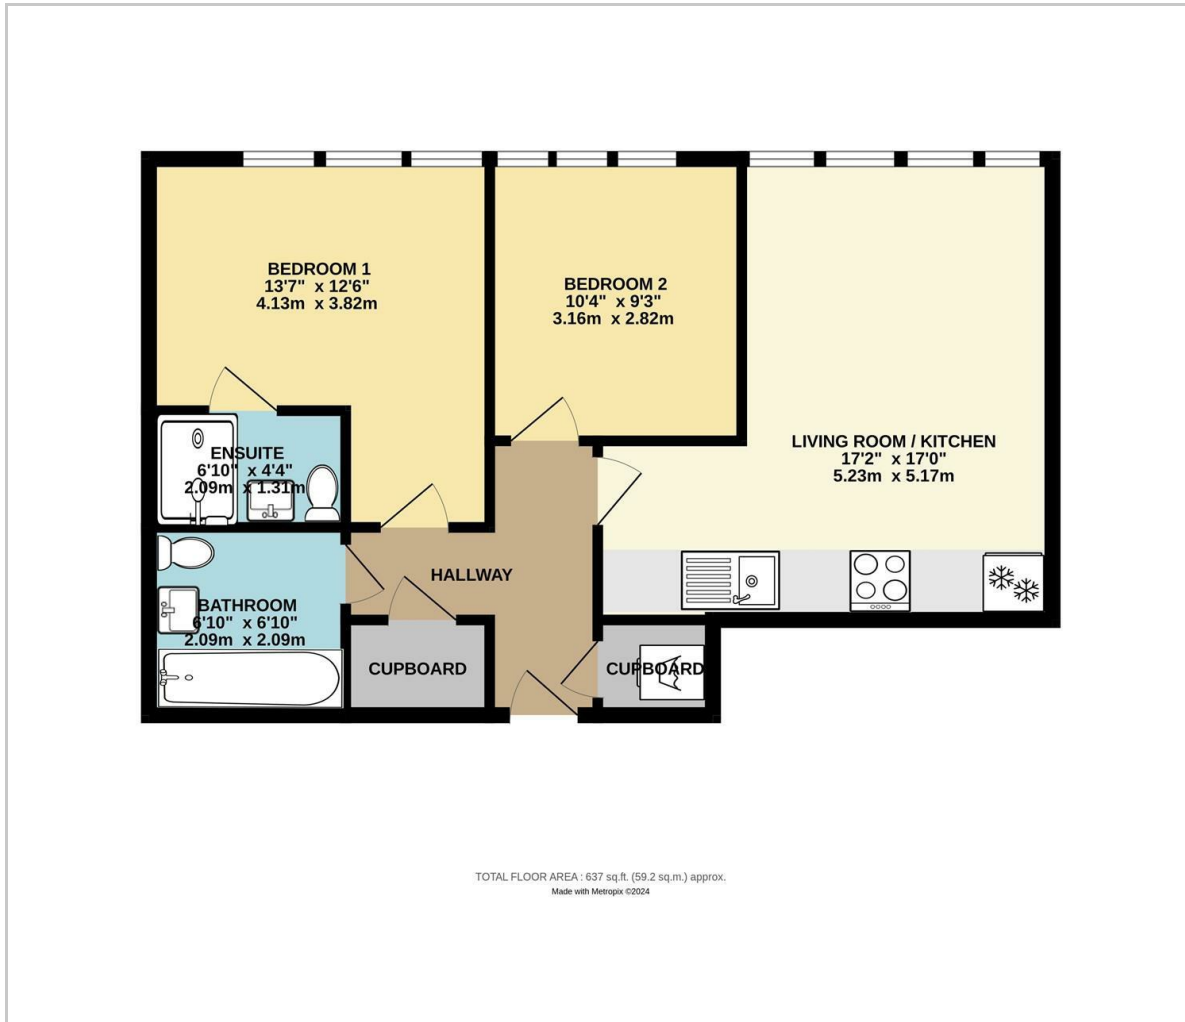 BEDROOM 1
13'7" x 12'6"
4.13m x 3.82m
BEDROOM 2
10'4" x 9'3"
3.16m x 2.82m
LIVING ROOM / KITCHEN
17'2" x 17'0"
5.23m x 5.17m
ENSUITE
6'10" x 4'4"
2.09m x 1.31m
HALLWAY
BATHROOM
6'10" x 6'10"
2.09m x 2.09m
CUPBOARD
CUPBOARD
TOTAL FLOOR AREA : 637 sq.ft. (59.2 sq.m.) approx.
Made with Metropix ©2024